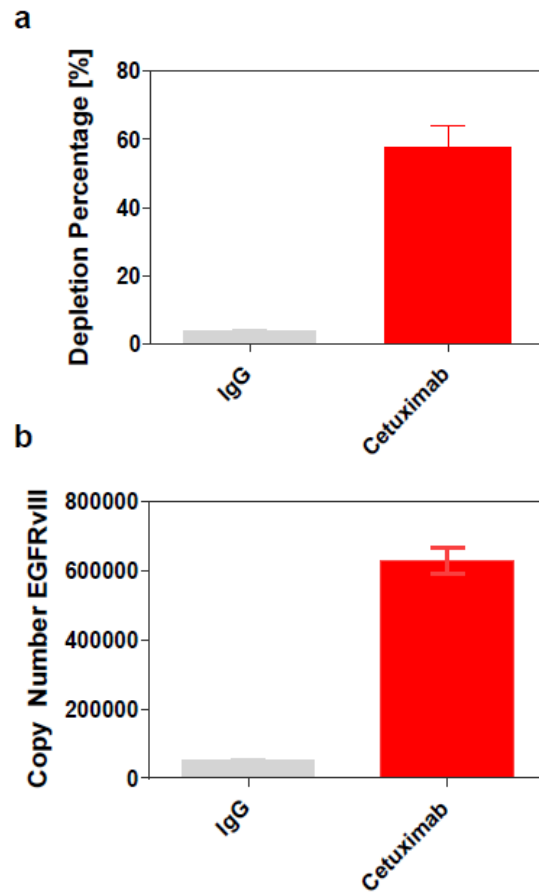 a
Depletion Percentage [%]
80
60
40
20
0
IgG
Cetuximab
b
Copy Number EGFRvIII
800000
600000
400000
200000
0
IgG
Cetuximab